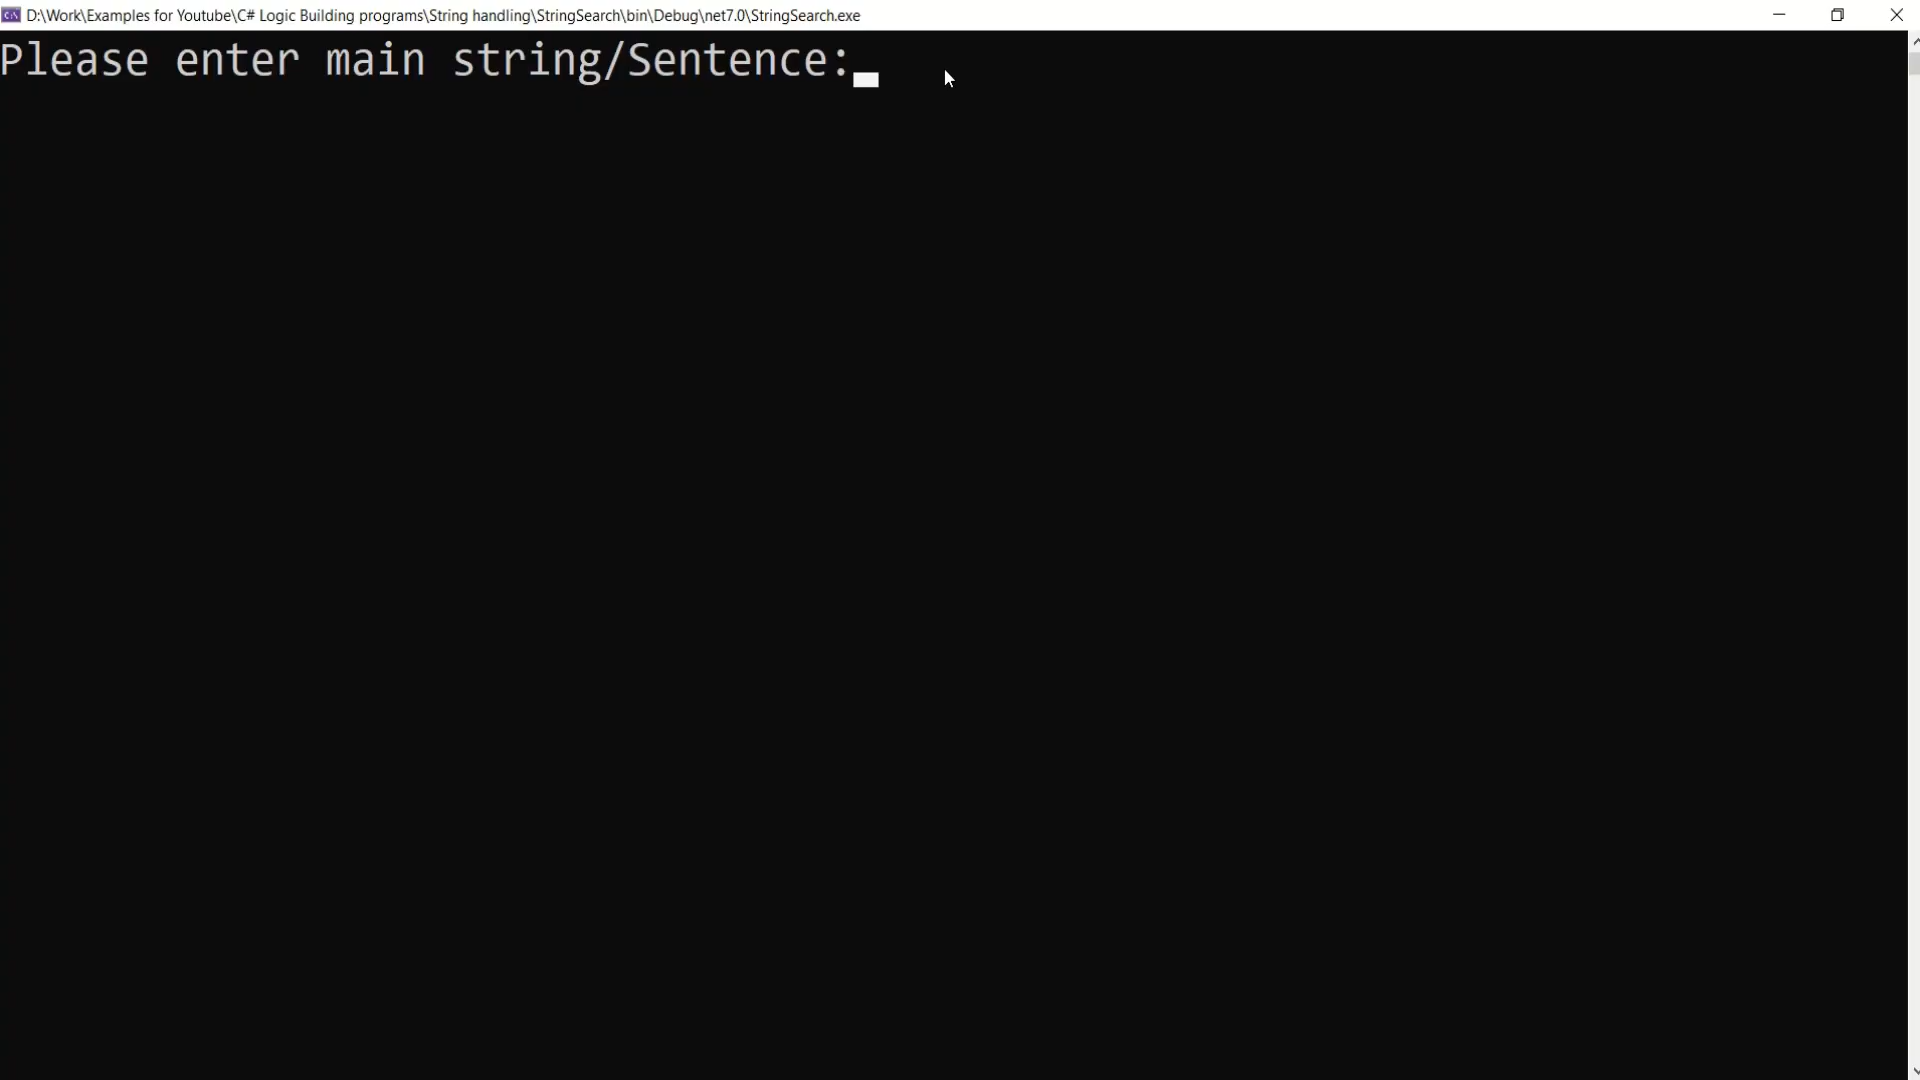 D:\Work\Examples for Youtube\C# Logic Building programs\String handling\StringSearch\bin\Debug\net7.0\StringSearch.exe
Please enter main string/Sentence: